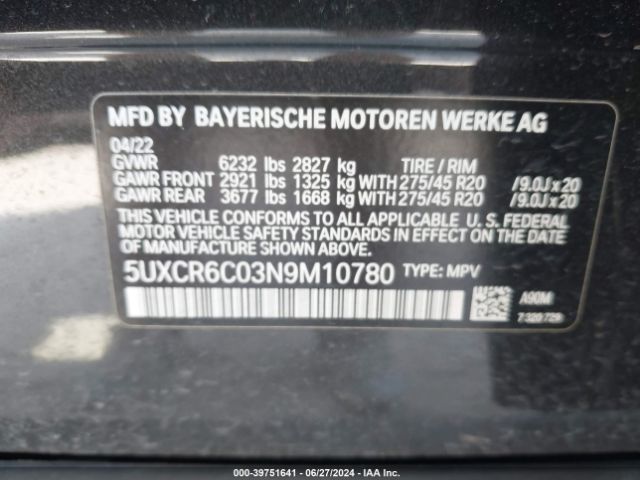 MFD BY BAYERISCHE MOTOREN WERKE AG
04/22
GVWR 6232 lbs 2827 kg TIRE / RIM
GAWR FRONT 2921 lbs 1325 kg WITH 275/45 R20 /9.0J x 20
GAWR REAR 3677 lbs 1668 kg WITH 275/45 R20 /9.0J x 20
THIS VEHICLE CONFORMS TO ALL APPLICABLE U. S. FEDERAL
MOTOR VEHICLE SAFETY STANDARDS IN EFFECT ON THE
DATE OF MANUFACTURE SHOWN ABOVE.
5UXCR6C03N9M10780 TYPE: MPV
A90M
000-39751641 | 06/27/2024 | IAA Inc.